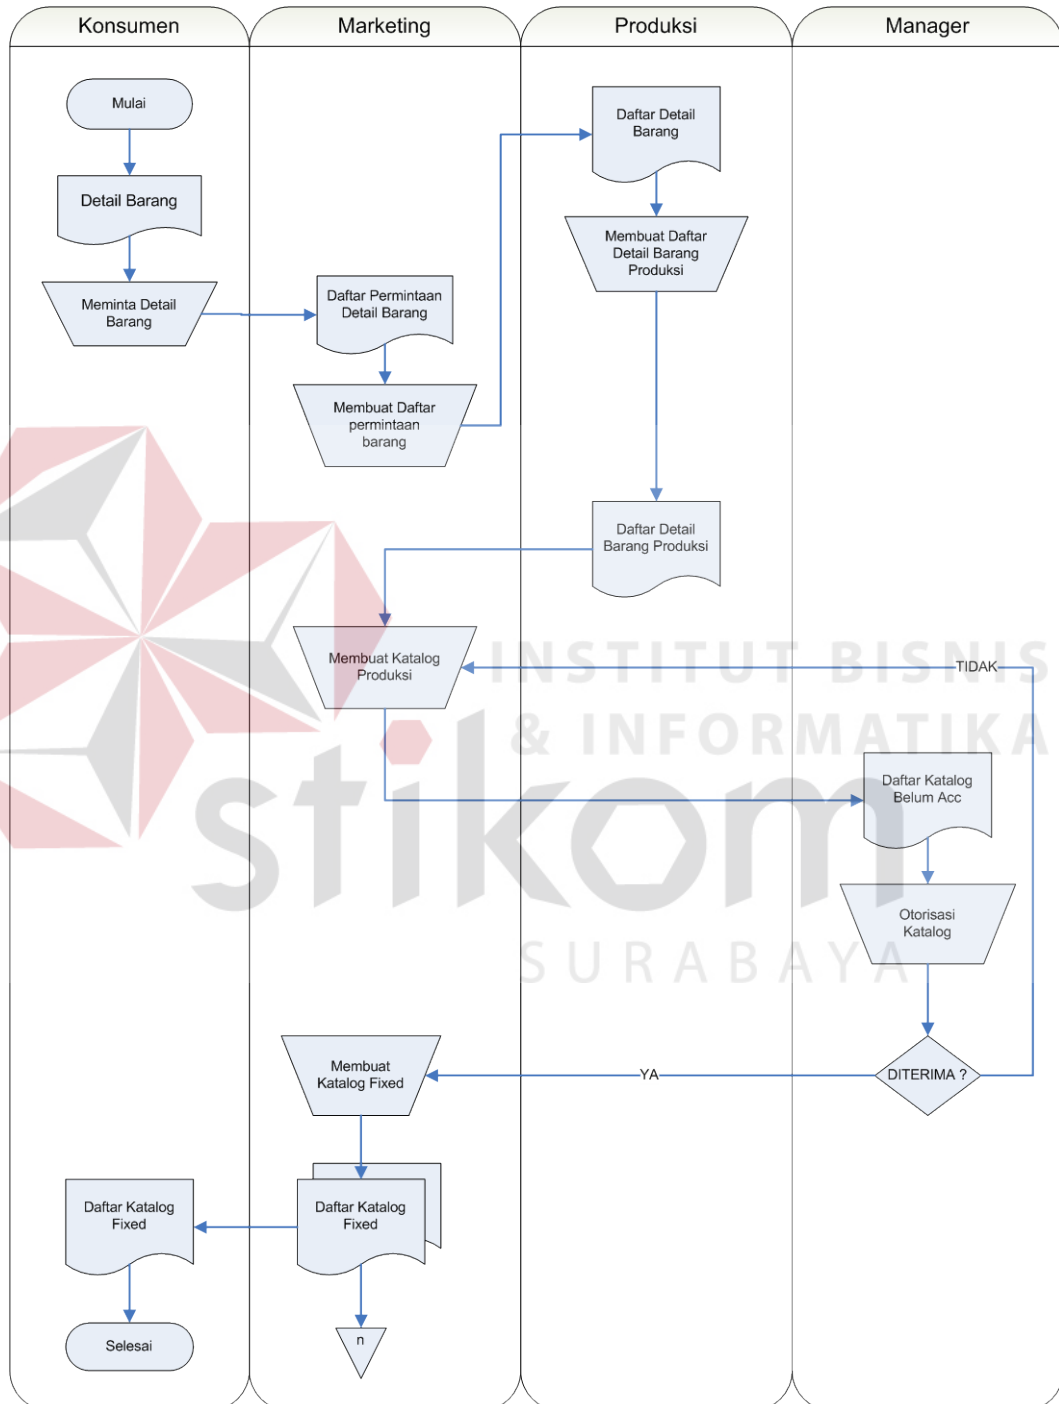 Konsumen
Marketing
Produksi
Manager
Mulai
Detail Barang
Meminta Detail
Barang
Daftar Permintaan
Detail Barang
Membuat Daftar
permintaan
barang
Daftar Detail
Barang
Membuat Daftar
Detail Barang
Produksi
Daftar Detail
Barang Produksi
Membuat Katalog
Produksi
TIDAK
INSTITUT BISNIS
& INFORMATIKA
stikom
SURABAYA
Daftar Katalog
Belum Acc
Otorisasi
Katalog
DITERIMA ?
YA
Membuat
Katalog Fixed
Daftar Katalog
Fixed
n
Daftar Katalog
Fixed
Selesai